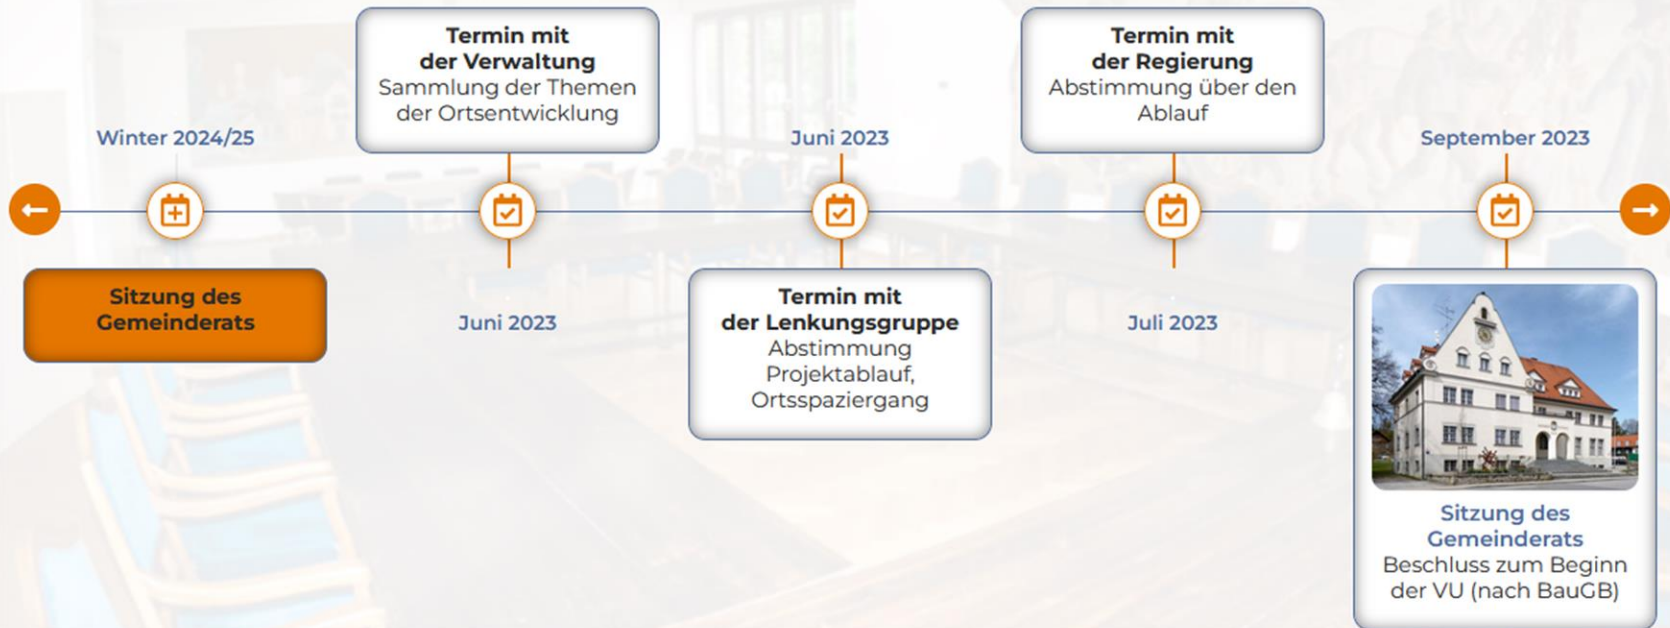 Winter 2024/25
Sitzung des
Gemeinderats
Termin mit
der Verwaltung
Sammlung der Themen
der Ortsentwicklung
Juni 2023
Juni 2023
Termin mit
der Lenkungsgruppe
Abstimmung
Projektablauf,
Ortsspaziergang
Termin mit
der Regierung
Abstimmung über den
Ablauf
Juli 2023
September 2023
Sitzung des
Gemeinderats
Beschluss zum Beginn
der VU (nach BauGB)